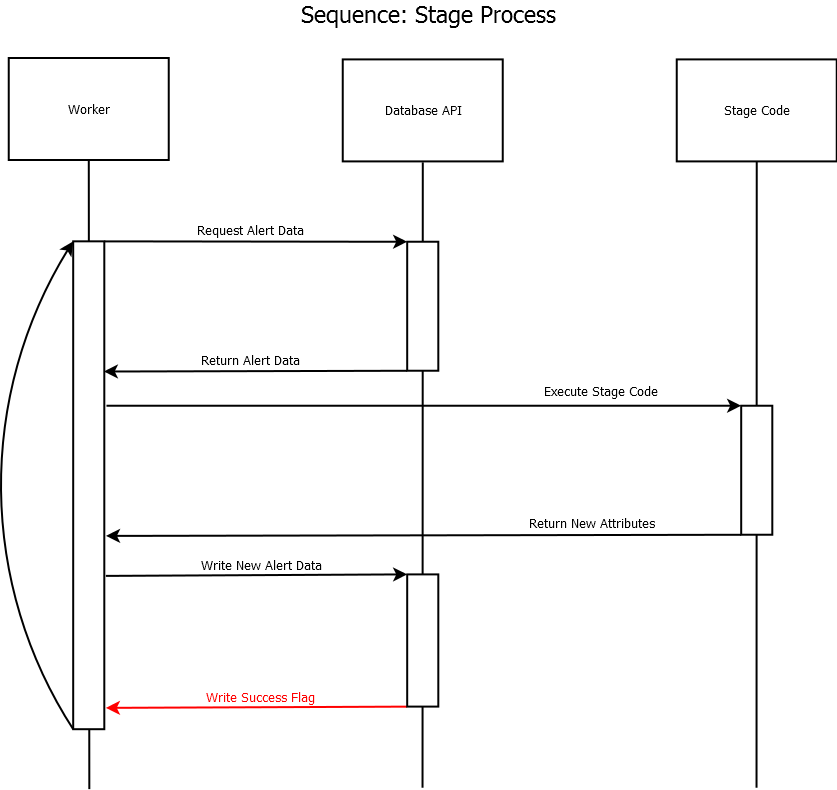 Sequence: Stage Process
Worker
Database API
Stage Code
Request Alert Data
Return Alert Data
Execute Stage Code
Return New Attributes
Write New Alert Data
Write Success Flag